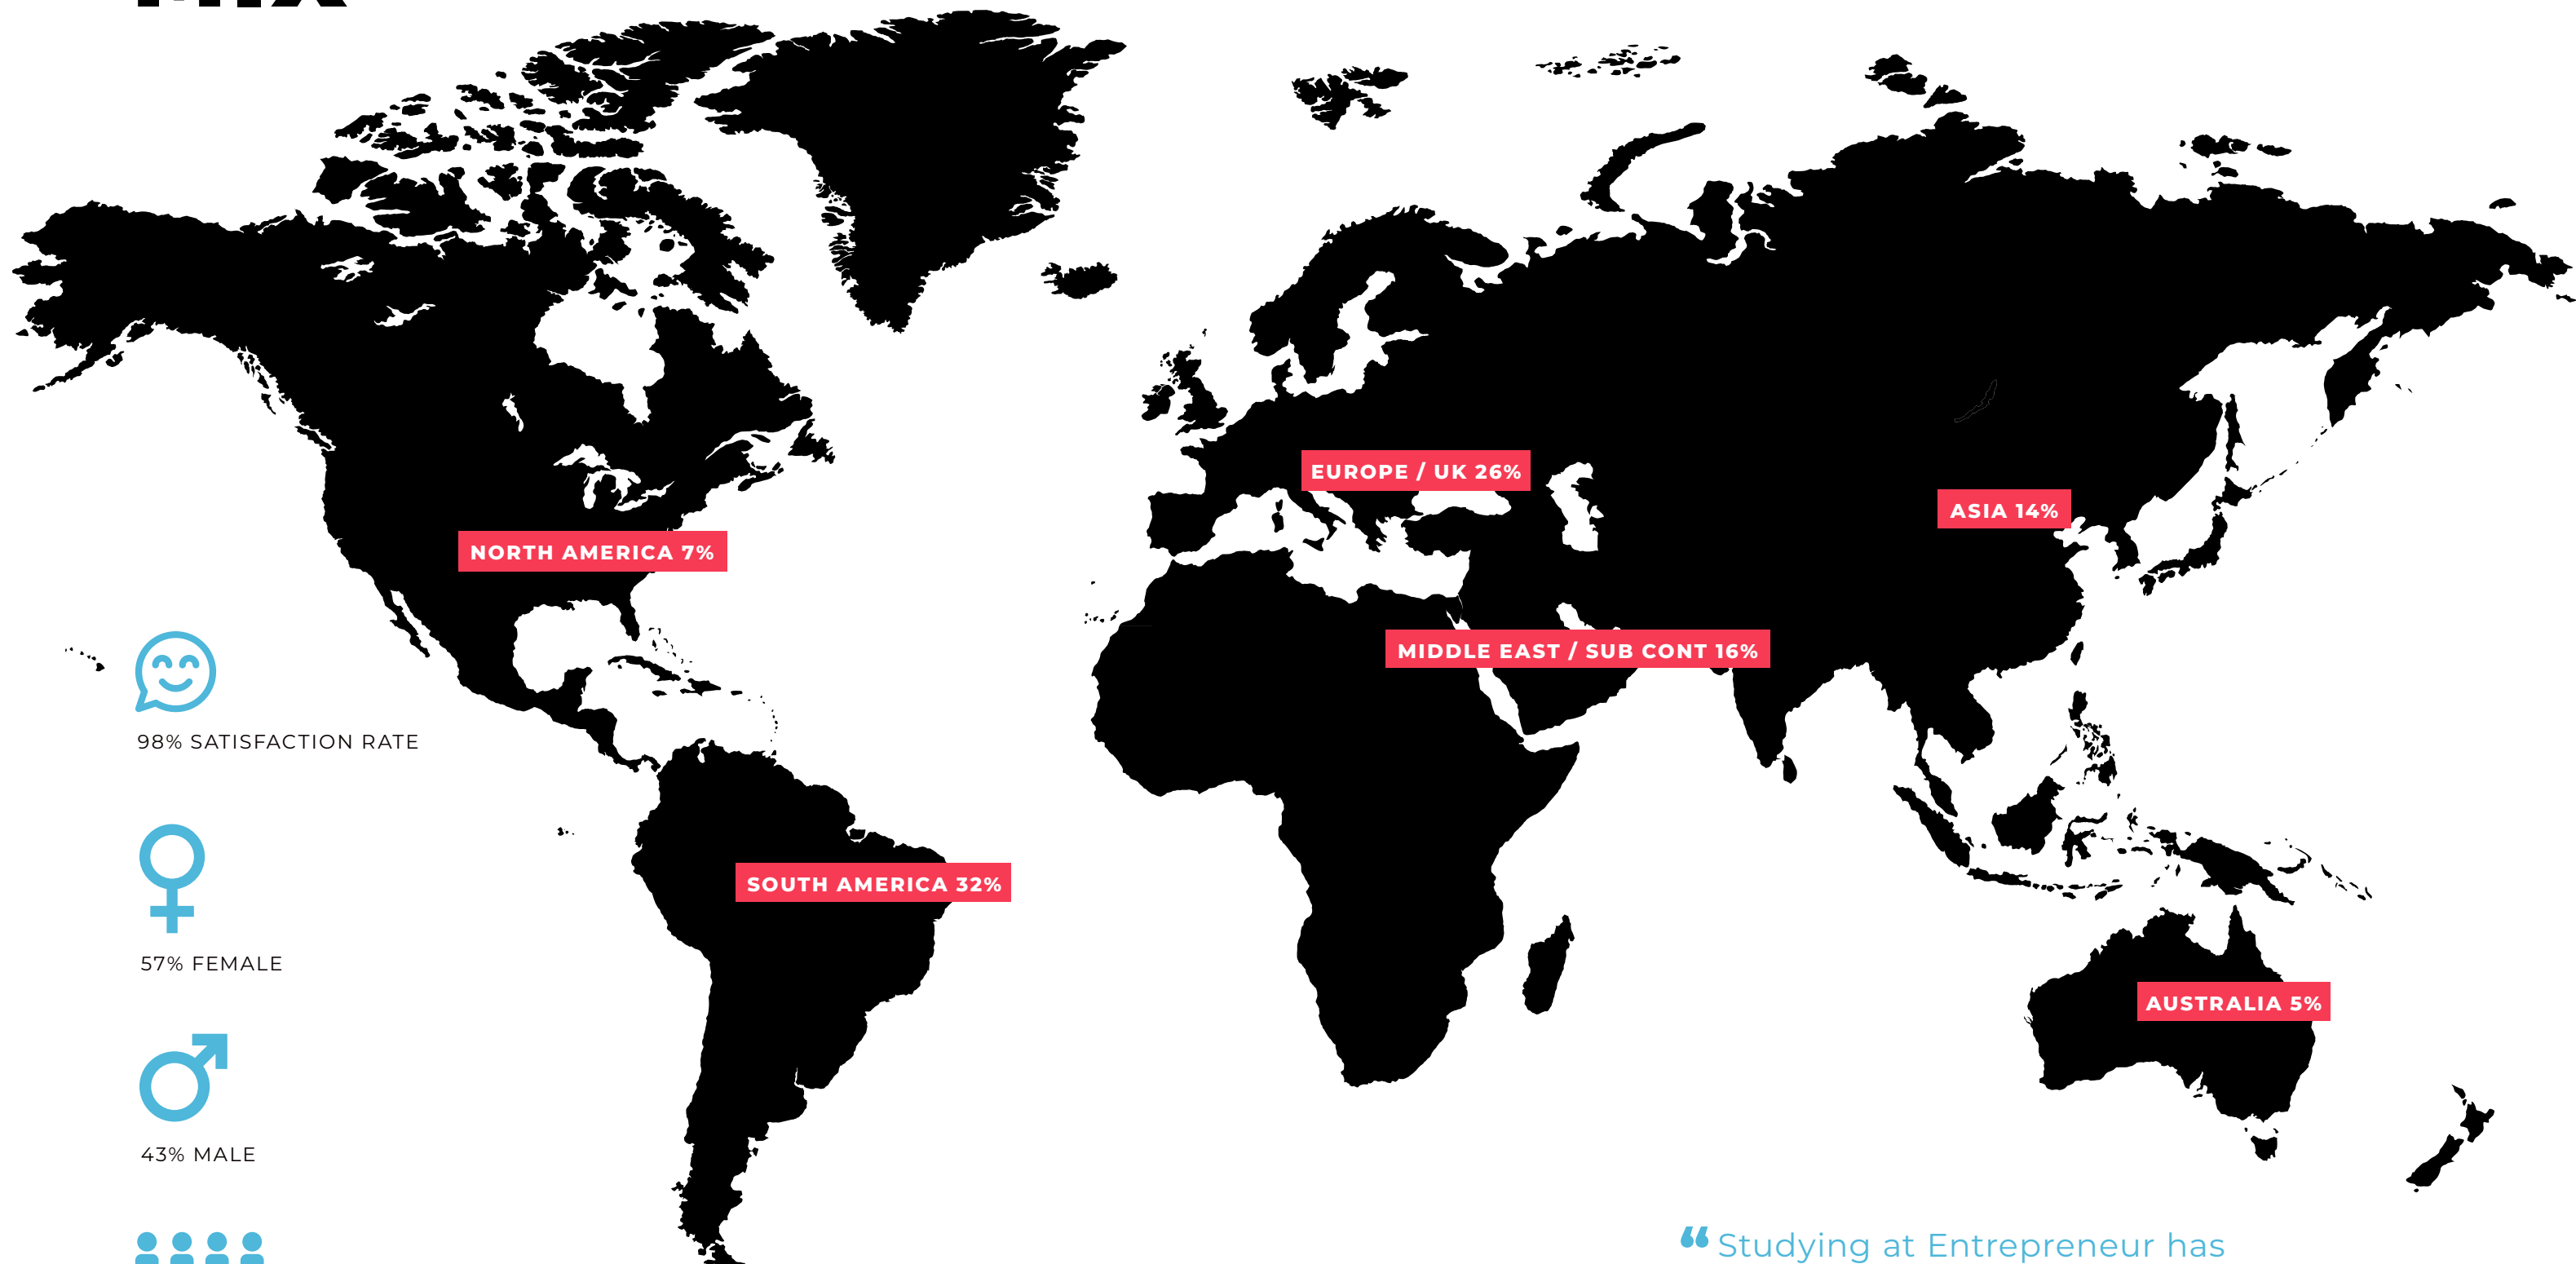 EUROPE / UK 26%
ASIA 14%
NORTH AMERICA 7%
MIDDLE EAST / SUB CONT 16%
98% SATISFACTION RATE
SOUTH AMERICA 32%
57% FEMALE
AUSTRALIA 5%
43% MALE
“ Studying at Entrepreneur has